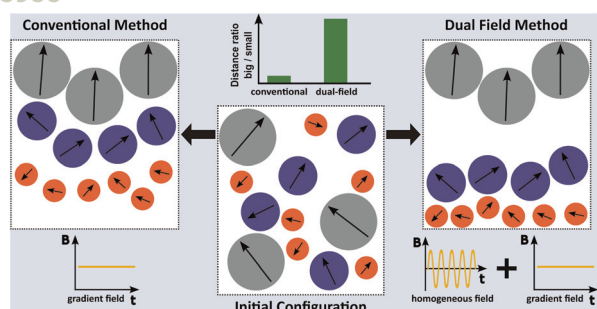 Conventional Method
Dual Field Method
Distance ratio
big / small
conventional
dual-field
B
t
gradient field
B
t
homogeneous field
+
B
t
gradient field
Initial Configuration